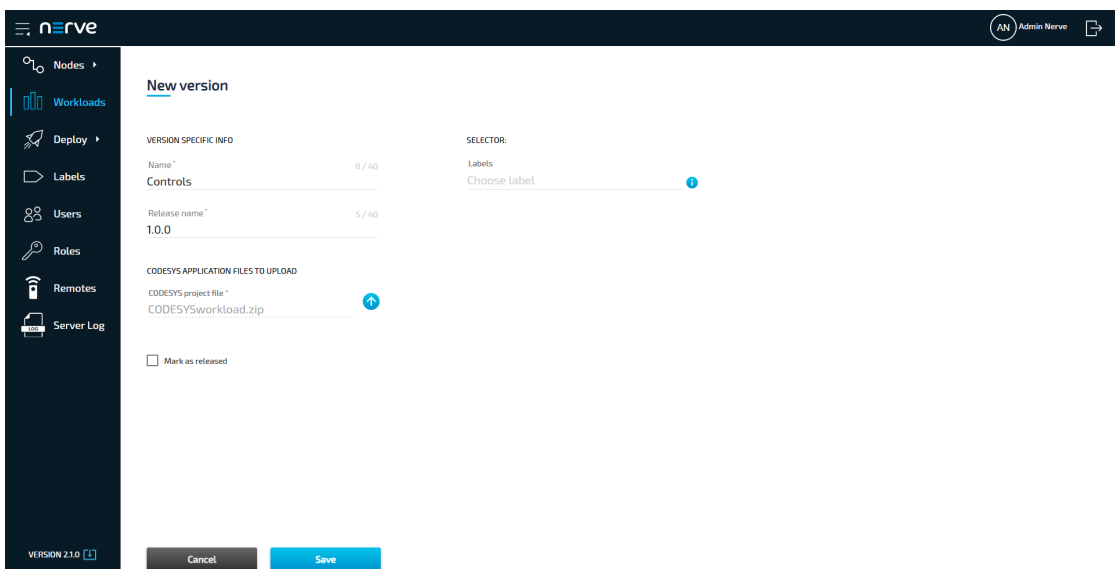 nerve
AN Admin Nerve
Nodes
Workloads
Deploy
Labels
Users
Roles
Remotes
LOG Server Log
VERSION 2.1.0
New version
VERSION SPECIFIC INFO
Name* 8 / 40
Controls
Release name* 5 / 40
1.0.0
CODESYS APPLICATION FILES TO UPLOAD
CODESYS project file *
CODESYSworkload.zip
Mark as released
SELECTOR:
Labels
Choose label
i
Cancel
Save